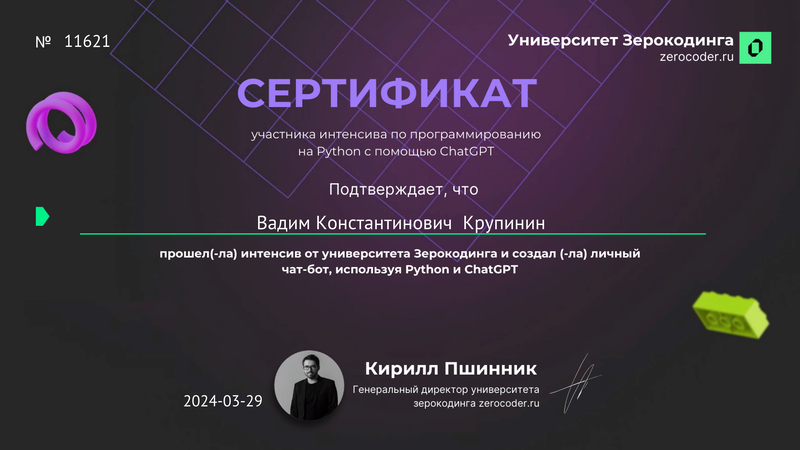 № 11621
Университет Зерокодинга
zerocoder.ru
СЕРТИФИКАТ
участника интенсива по программированию
на Python с помощью ChatGPT
Подтверждает, что
Вадим Константинович Крупинин
прошел(-ла) интенсив от университета Зерокодинга и создал (-ла) личный
чат-бот, используя Python и ChatGPT
Кирилл Пшинник
Генеральный директор университета
зерокодинга zerocoder.ru
2024-03-29